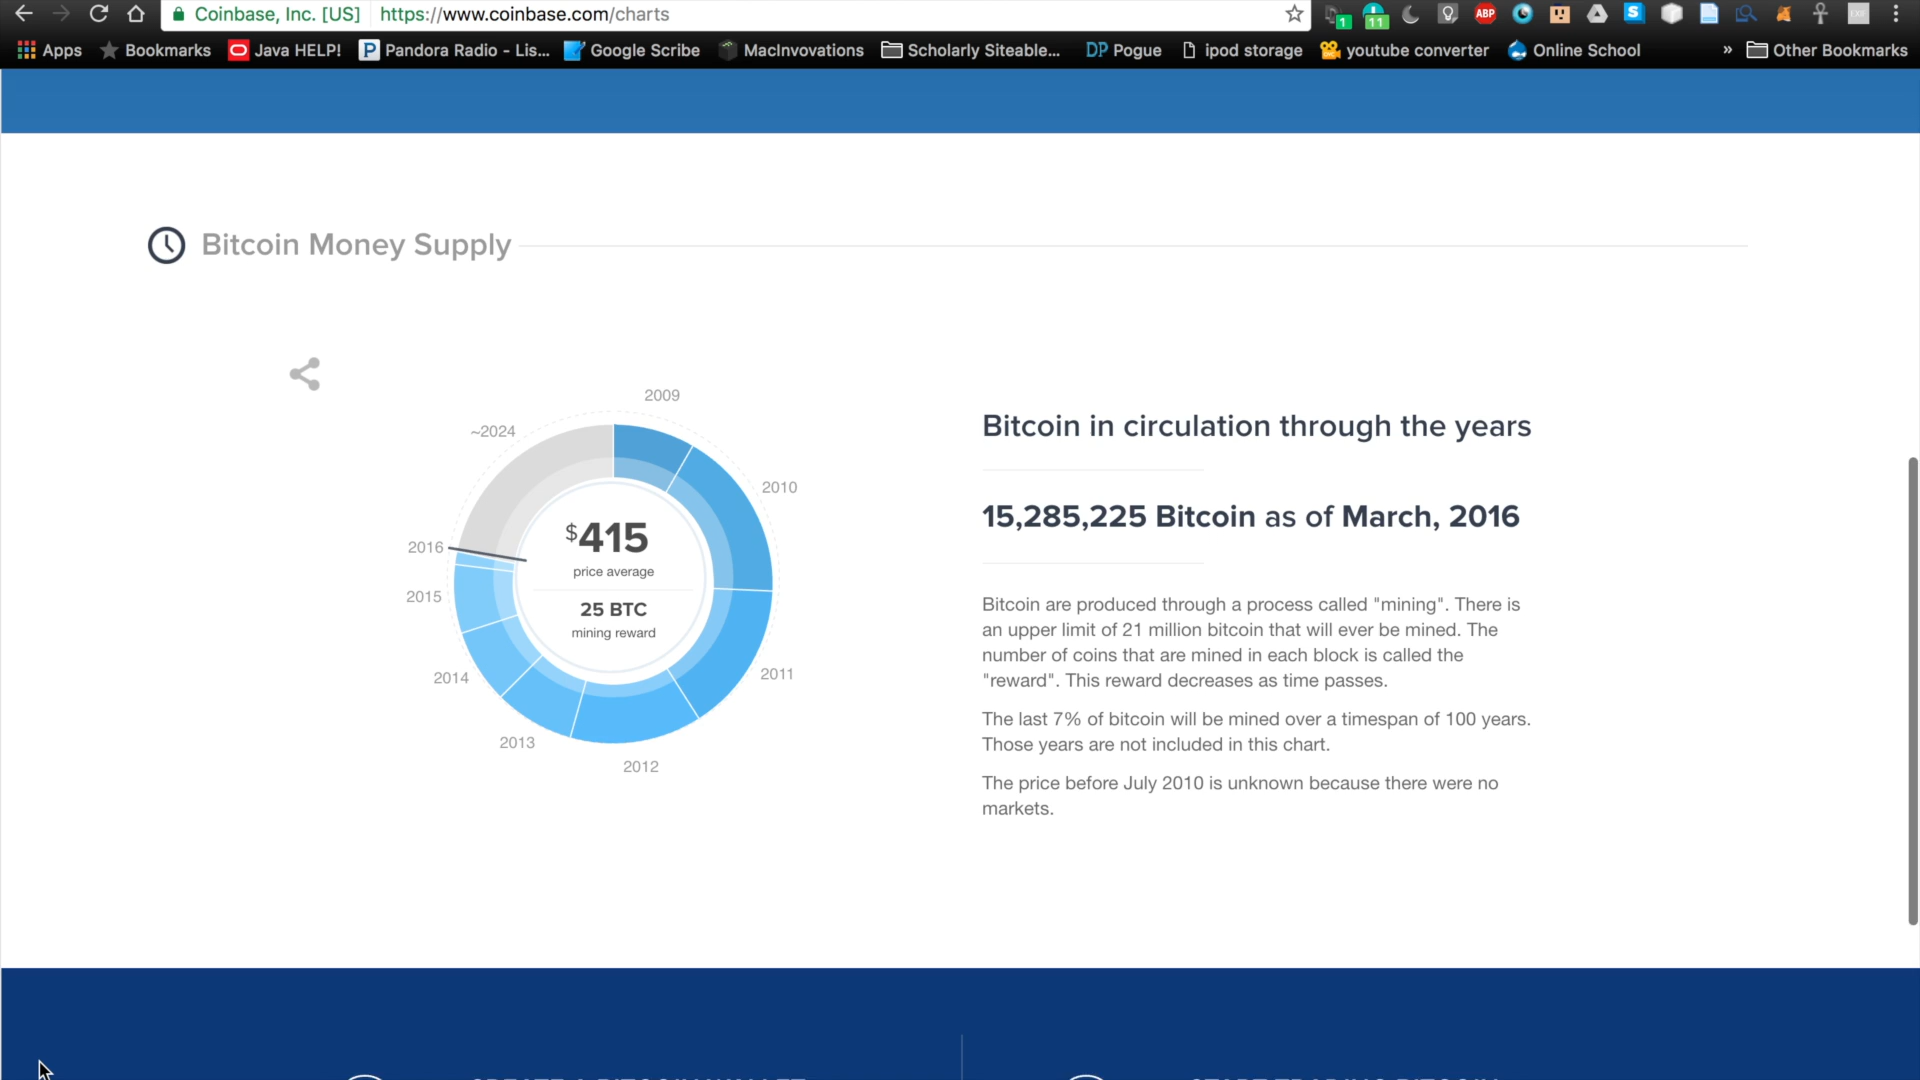 Coinbase, Inc. [US] https://www.coinbase.com/charts
1 11 ABP S
Apps Bookmarks Java HELP! P Pandora Radio - Lis... Google Scribe MacInvovations Scholarly Siteable... DP Pogue ipod storage youtube converter Online School » Other Bookmarks
Bitcoin Money Supply
2009
~2024
2010
2016
2015
2014
2011
2013
2012
$415
price average
25 BTC
mining reward
Bitcoin in circulation through the years
15,285,225 Bitcoin as of March, 2016
Bitcoin are produced through a process called "mining". There is
an upper limit of 21 million bitcoin that will ever be mined. The
number of coins that are mined in each block is called the
"reward". This reward decreases as time passes.
The last 7% of bitcoin will be mined over a timespan of 100 years.
Those years are not included in this chart.
The price before July 2010 is unknown because there were no
markets.